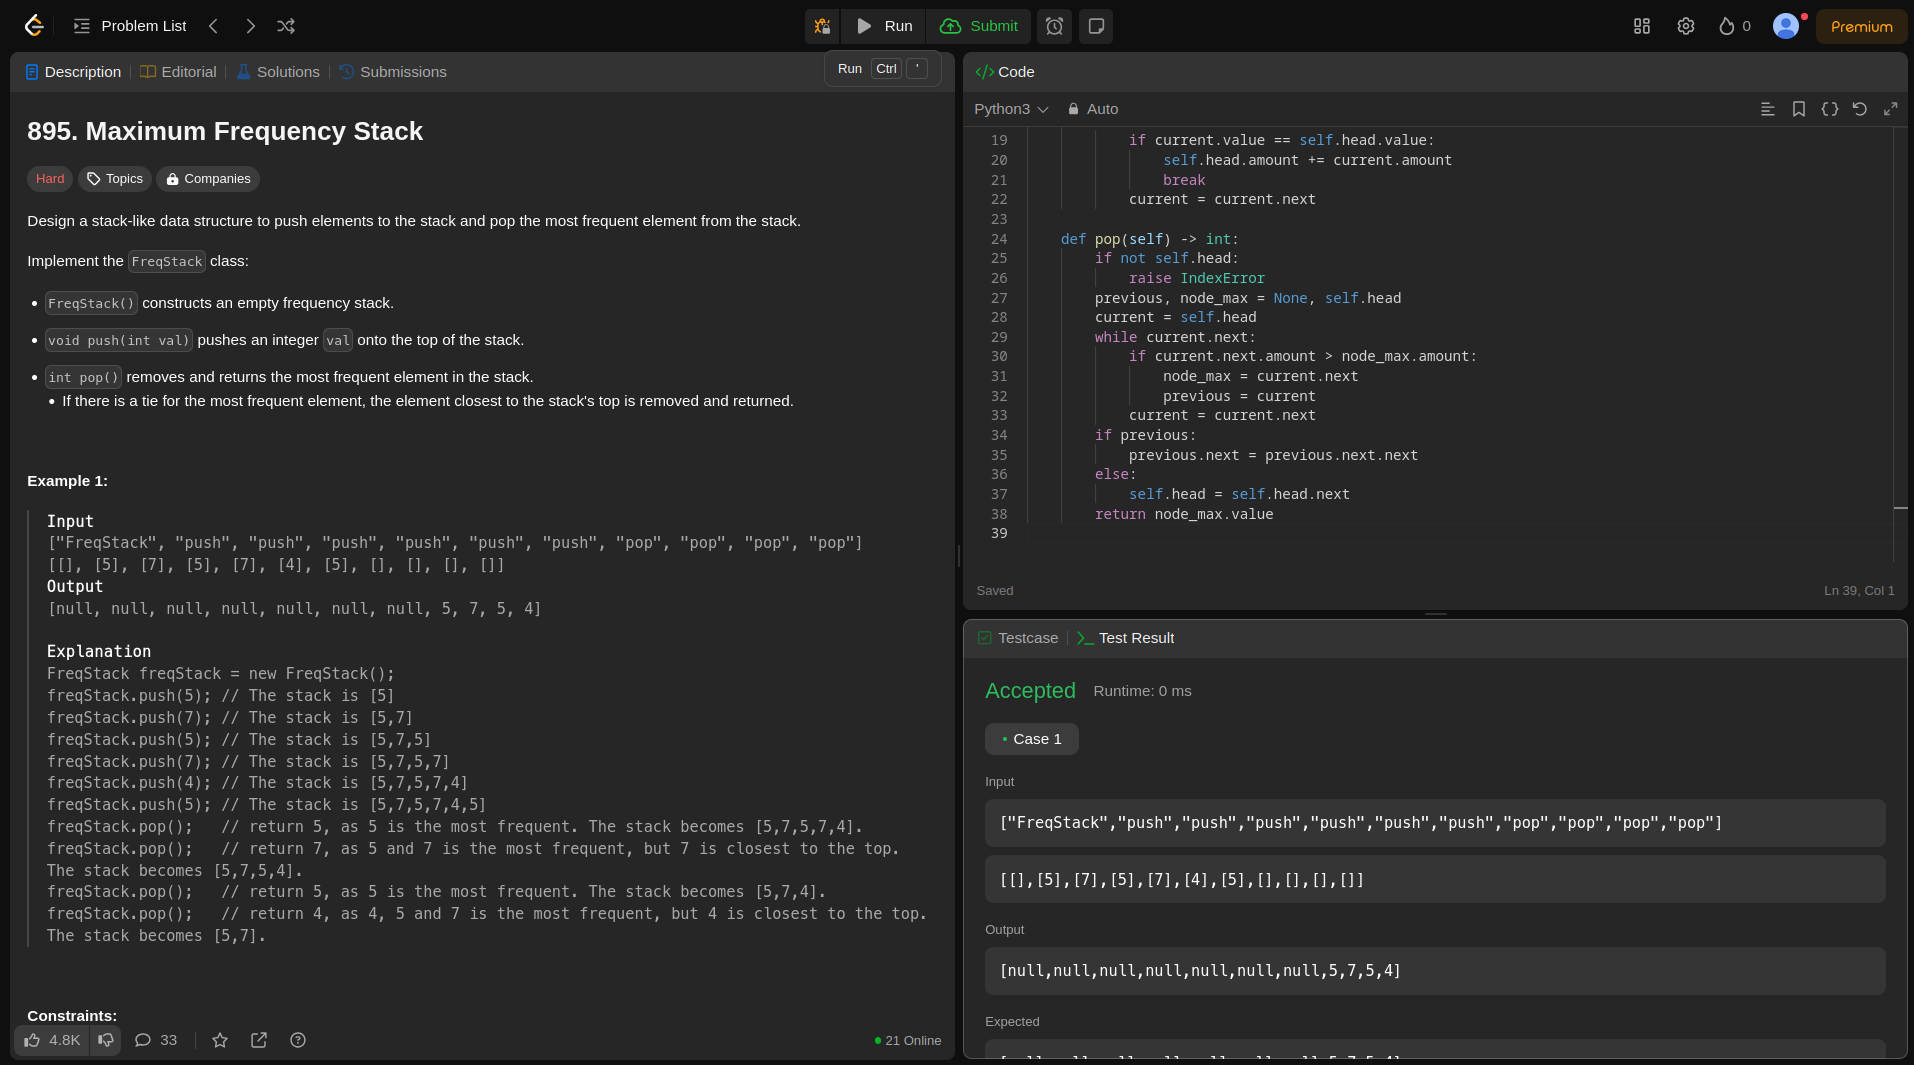 Problem List
Run
Submit
0
Premium
Description
Editorial
Solutions
Submissions
Run Ctrl '
895. Maximum Frequency Stack
Hard
Topics
Companies
Design a stack-like data structure to push elements to the stack and pop the most frequent element from the stack.
Implement the FreqStack class:
• FreqStack() constructs an empty frequency stack.
• void push(int val) pushes an integer val onto the top of the stack.
• int pop() removes and returns the most frequent element in the stack.
• If there is a tie for the most frequent element, the element closest to the stack's top is removed and returned.
Example 1:
Input
["FreqStack", "push", "push", "push", "push", "push", "push", "pop", "pop", "pop", "pop"]
[[], [5], [7], [5], [7], [4], [5], [], [], [], []]
Output
[null, null, null, null, null, null, null, 5, 7, 5, 4]
Explanation
FreqStack freqStack = new FreqStack();
freqStack.push(5); // The stack is [5]
freqStack.push(7); // The stack is [5,7]
freqStack.push(5); // The stack is [5,7,5]
freqStack.push(7); // The stack is [5,7,5,7]
freqStack.push(4); // The stack is [5,7,5,7,4]
freqStack.push(5); // The stack is [5,7,5,7,4,5]
freqStack.pop();   // return 5, as 5 is the most frequent. The stack becomes [5,7,5,7,4].
freqStack.pop();   // return 7, as 5 and 7 is the most frequent, but 7 is closest to the top.
The stack becomes [5,7,5,4].
freqStack.pop();   // return 5, as 5 is the most frequent. The stack becomes [5,7,4].
freqStack.pop();   // return 4, as 4, 5 and 7 is the most frequent, but 4 is closest to the top.
The stack becomes [5,7].
Constraints:
4.8K
33
21 Online
</> Code
Python3
Auto
19 if current.value == self.head.value:
20 self.head.amount += current.amount
21 break
22 current = current.next
23
24 def pop(self) -> int:
25 if not self.head:
26 raise IndexError
27 previous, node_max = None, self.head
28 current = self.head
29 while current.next:
30 if current.next.amount > node_max.amount:
31 node_max = current.next
32 previous = current
33 current = current.next
34 if previous:
35 previous.next = previous.next.next
36 else:
37 self.head = self.head.next
38 return node_max.value
39
Saved
Ln 39, Col 1
Testcase
Test Result
Accepted
Runtime: 0 ms
• Case 1
Input
["FreqStack","push","push","push","push","push","push","pop","pop","pop","pop"]
[[],[5],[7],[5],[7],[4],[5],[],[],[],[]]
Output
[null,null,null,null,null,null,null,5,7,5,4]
Expected
[null,null,null,null,null,null,null,5,7,5,4]